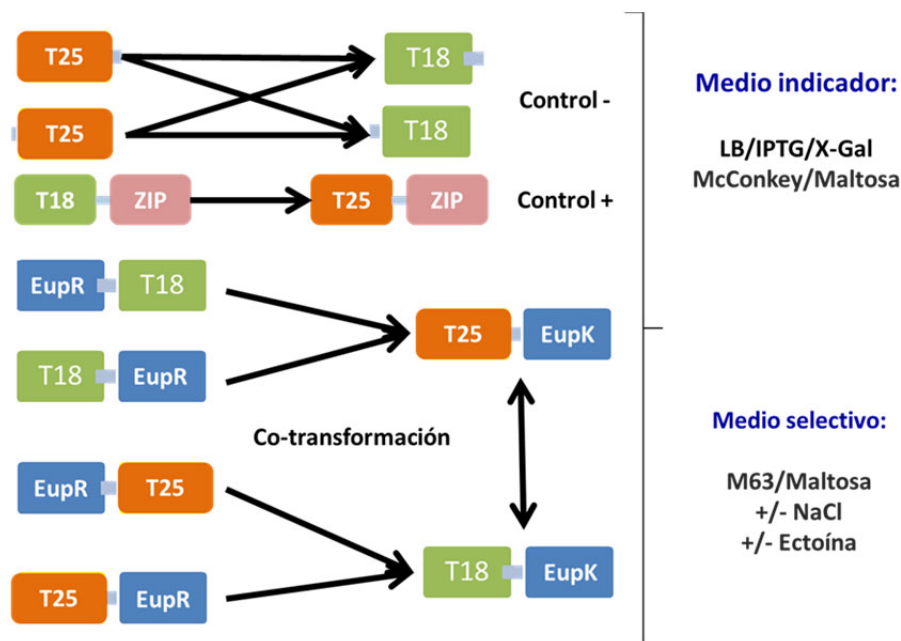 T25
T18
Control -
T25
T18
T18
ZIP
T25
ZIP
Control +
EupR
T18
T25
EupK
T18
EupR
Co-transformación
EupR
T25
T18
EupK
T25
EupR
Medio indicador:
LB/IPTG/X-Gal
McConkey/Maltosa
Medio selectivo:
M63/Maltosa
+/- NaCl
+/- Ectoína